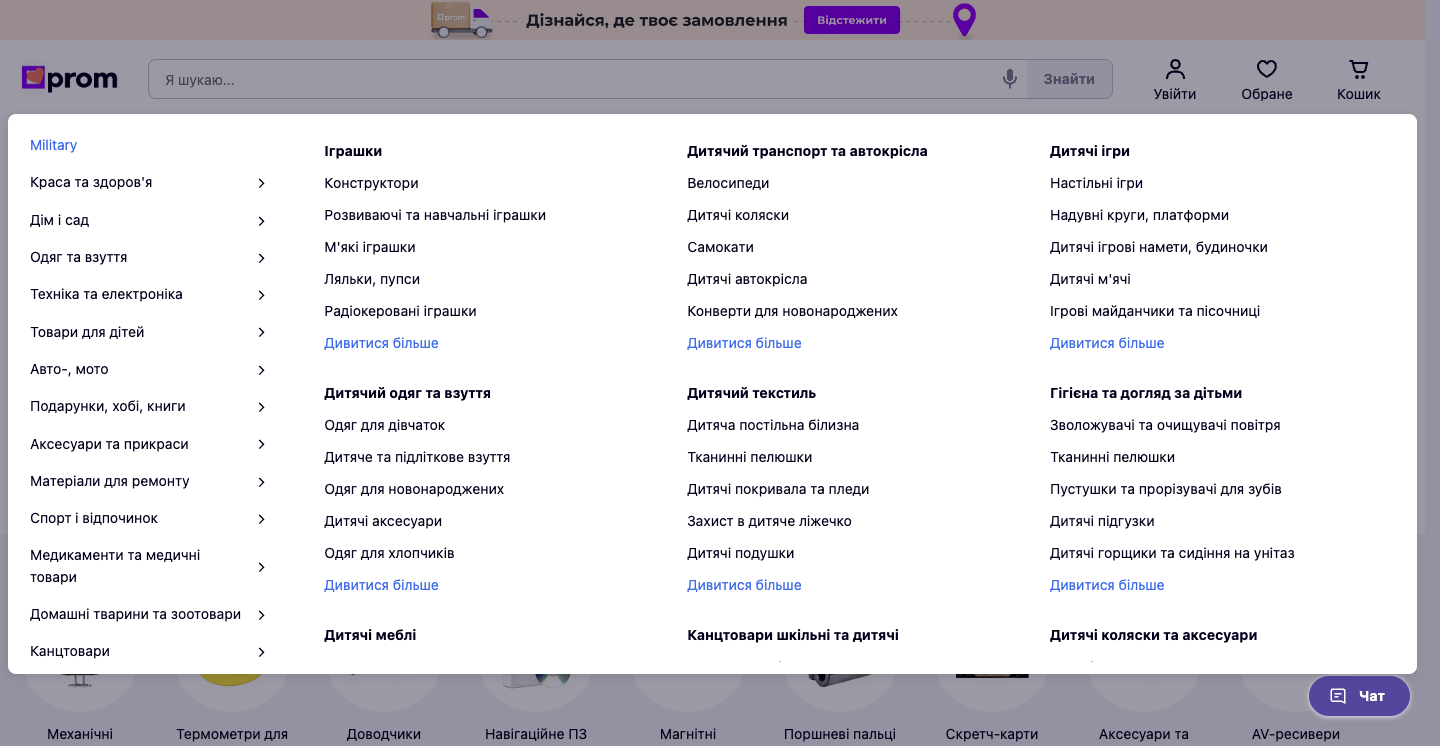 prom
Дізнайся, де твоє замовлення
Відстежити
prom
Я шукаю...
Знайти
Увійти
Обране
Кошик
Military
Краса та здоров'я
Дім і сад
Одяг та взуття
Техніка та електроніка
Товари для дітей
Авто-, мото
Подарунки, хобі, книги
Аксесуари та прикраси
Матеріали для ремонту
Спорт і відпочинок
Медикаменти та медичні
товари
Домашні тварини та зоотовари
Канцтовари
Іграшки
Конструктори
Розвиваючі та навчальні іграшки
М'які іграшки
Ляльки, пупси
Радіокеровані іграшки
Дивитися більше
Дитячий транспорт та автокрісла
Велосипеди
Дитячі коляски
Самокати
Дитячі автокрісла
Конверти для новонароджених
Дивитися більше
Дитячі ігри
Настільні ігри
Надувні круги, платформи
Дитячі ігрові намети, будиночки
Дитячі м'ячі
Ігрові майданчики та пісочниці
Дивитися більше
Дитячий одяг та взуття
Одяг для дівчаток
Дитяче та підліткове взуття
Одяг для новонароджених
Дитячі аксесуари
Одяг для хлопчиків
Дивитися більше
Дитячий текстиль
Дитяча постільна білизна
Тканинні пелюшки
Дитячі покривала та пледи
Захист в дитяче ліжечко
Дитячі подушки
Дивитися більше
Гігієна та догляд за дітьми
Зволожувачі та очищувачі повітря
Тканинні пелюшки
Пустушки та прорізувачі для зубів
Дитячі підгузки
Дитячі горщики та сидіння на унітаз
Дивитися більше
Дитячі меблі
Канцтовари шкільні та дитячі
Дитячі коляски та аксесуари
Чат
Механічні
Термометри для
Доводчики
Навігаційне ПЗ
Магнітні
Поршневі пальці
Скретч-карти
Аксесуари та
AV-ресивери